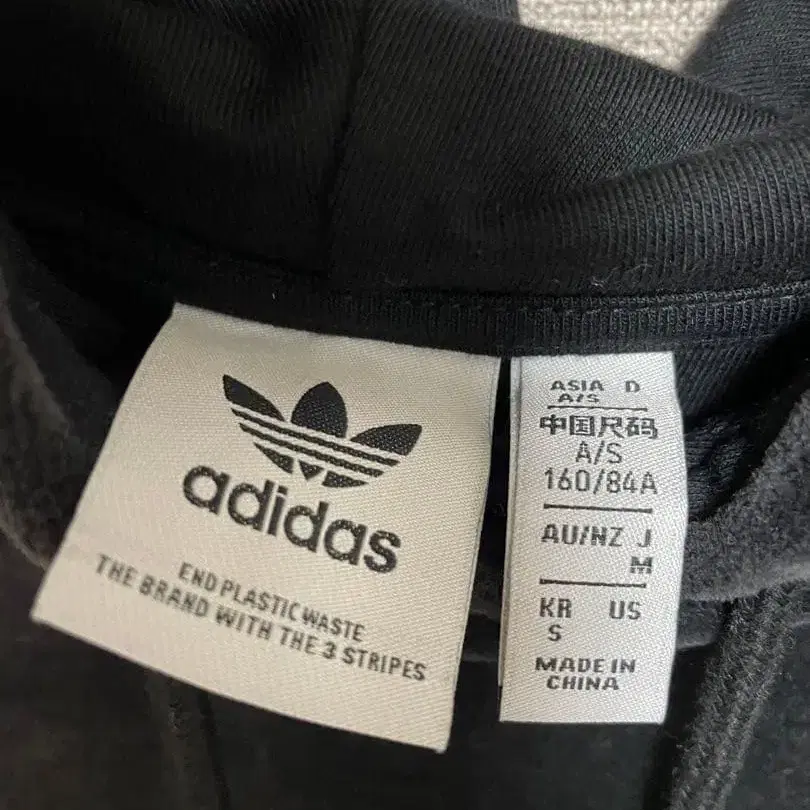 adidas
END PLASTIC WASTE
THE BRAND WITH THE 3 STRIPES
ASIA D
A/S
中国尺码
A/S
160/84A
AU/NZ J
M
KR US
S
MADE IN
CHINA